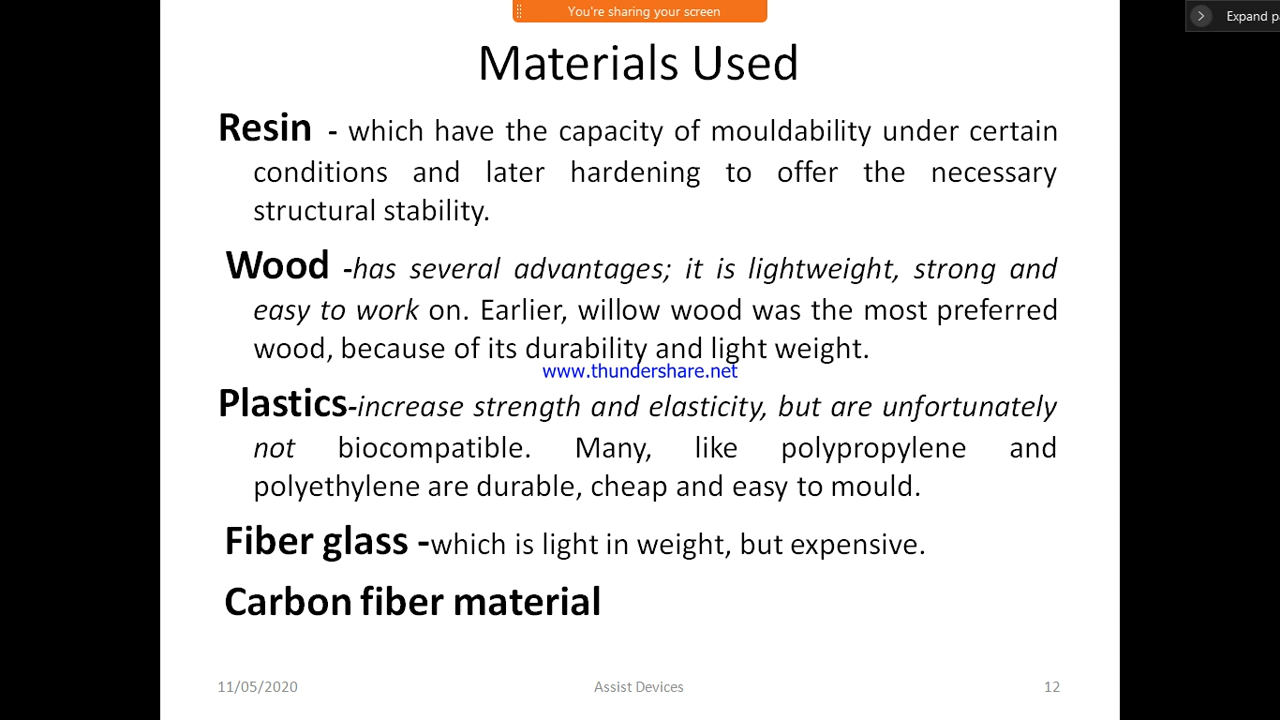 You're sharing your screen
Expand p
Materials Used
Resin - which have the capacity of mouldability under certain
conditions and later hardening to offer the necessary
structural stability.
Wood -has several advantages; it is lightweight, strong and
easy to work on. Earlier, willow wood was the most preferred
wood, because of its durability and light weight.
www.thundershare.net
Plastics-increase strength and elasticity, but are unfortunately
not biocompatible. Many, like polypropylene and
polyethylene are durable, cheap and easy to mould.
Fiber glass -which is light in weight, but expensive.
Carbon fiber material
11/05/2020 Assist Devices 12